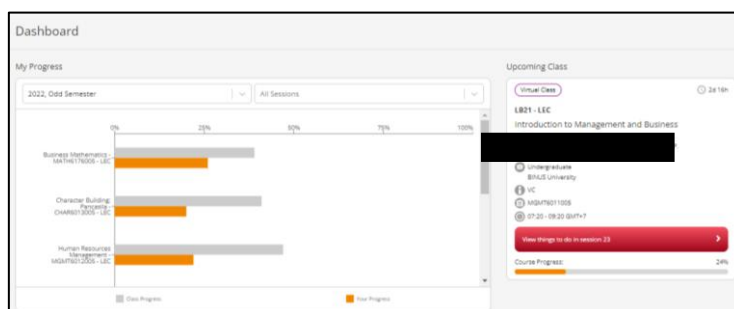 Dashboard
My Progress
2022, Odd Semester
All Sessions
0%
25%
50%
75%
100%
Business Mathematics -
MATH6176005 - LEC
Character Building:
Pancasila -
CHAR6013005 - LEC
Human Resources
Management -
MGMT6012005 - LEC
Class Progress
Your Progress
Upcoming Class
Virtual Class
2d 16h
LB21 - LEC
Introduction to Management and Business
Undergraduate
BINUS University
VC
MGMT6011005
07:20 - 09:20 GMT+7
View things to do in session 23
Course Progress:
24%